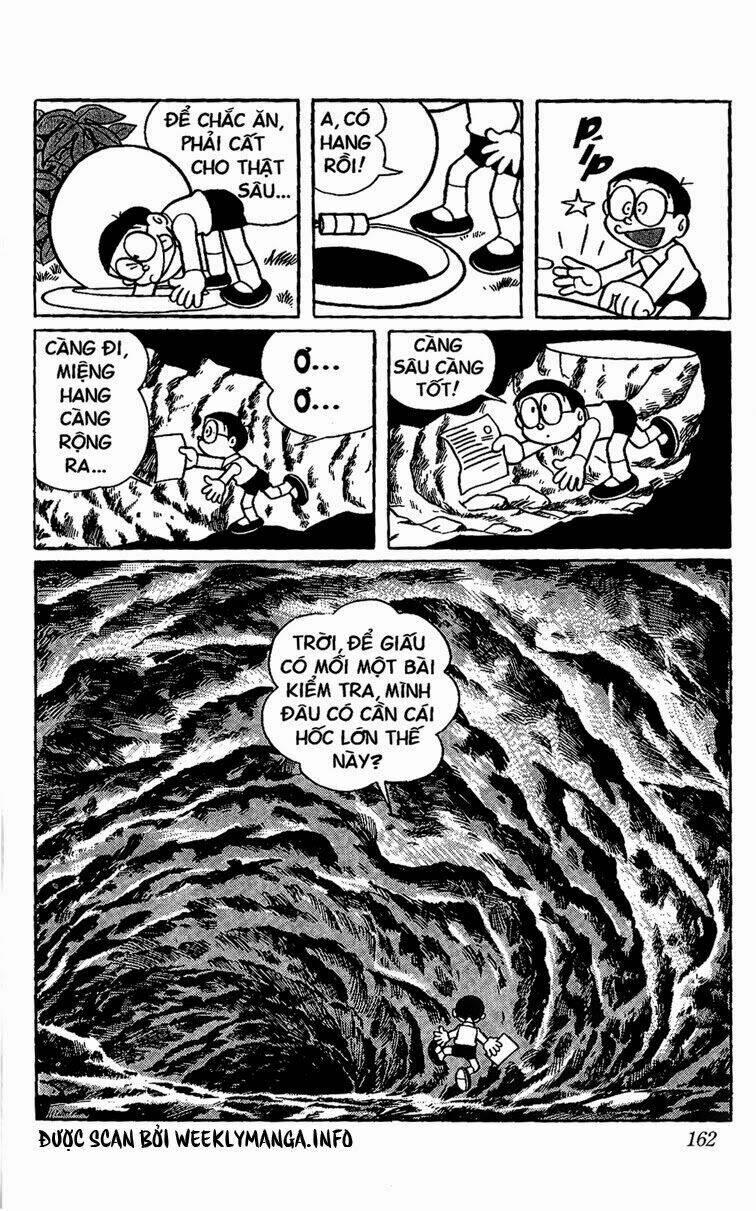 ĐỂ CHẮC ĂN,
PHẢI CẤT
CHO THẬT
SÂU...
A, CÓ
HANG
RỒI!
P
ÍP
CÀNG ĐI,
MIỆNG
HANG
CÀNG
RỘNG
RA...
Ơ...
Ơ...
CÀNG
SÂU CÀNG
TỐT!
TRỜI, ĐỂ GIẤU
CÓ MỖI MỘT BÀI
KIỂM TRA, MÌNH
ĐÂU CÓ CẦN CÁI
HỐC LỚN THẾ
NÀY?
ĐƯỢC SCAN BỞI WEEKLYMANGA.INFO
162